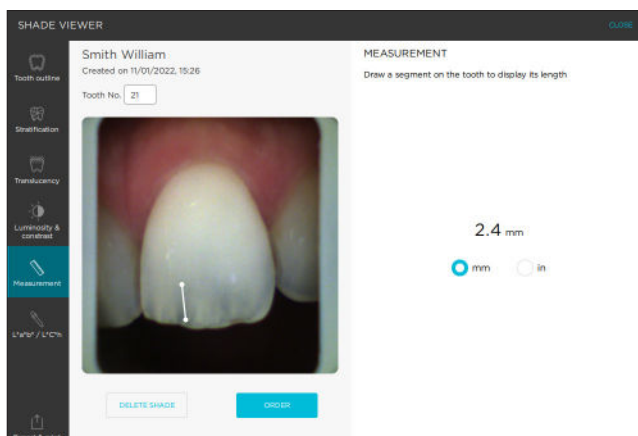 SHADE VIEWER
CLOSE
Tooth outline
Stratification
Translucency
Luminosity &
constrast
Measurement
L*a*b* / L*C*h
Smith William
Created on 11/01/2022, 15:26
Tooth No. 21
DELETE SHADE
ORDER
MEASUREMENT
Draw a segment on the tooth to display its length
2.4 mm
mm
in